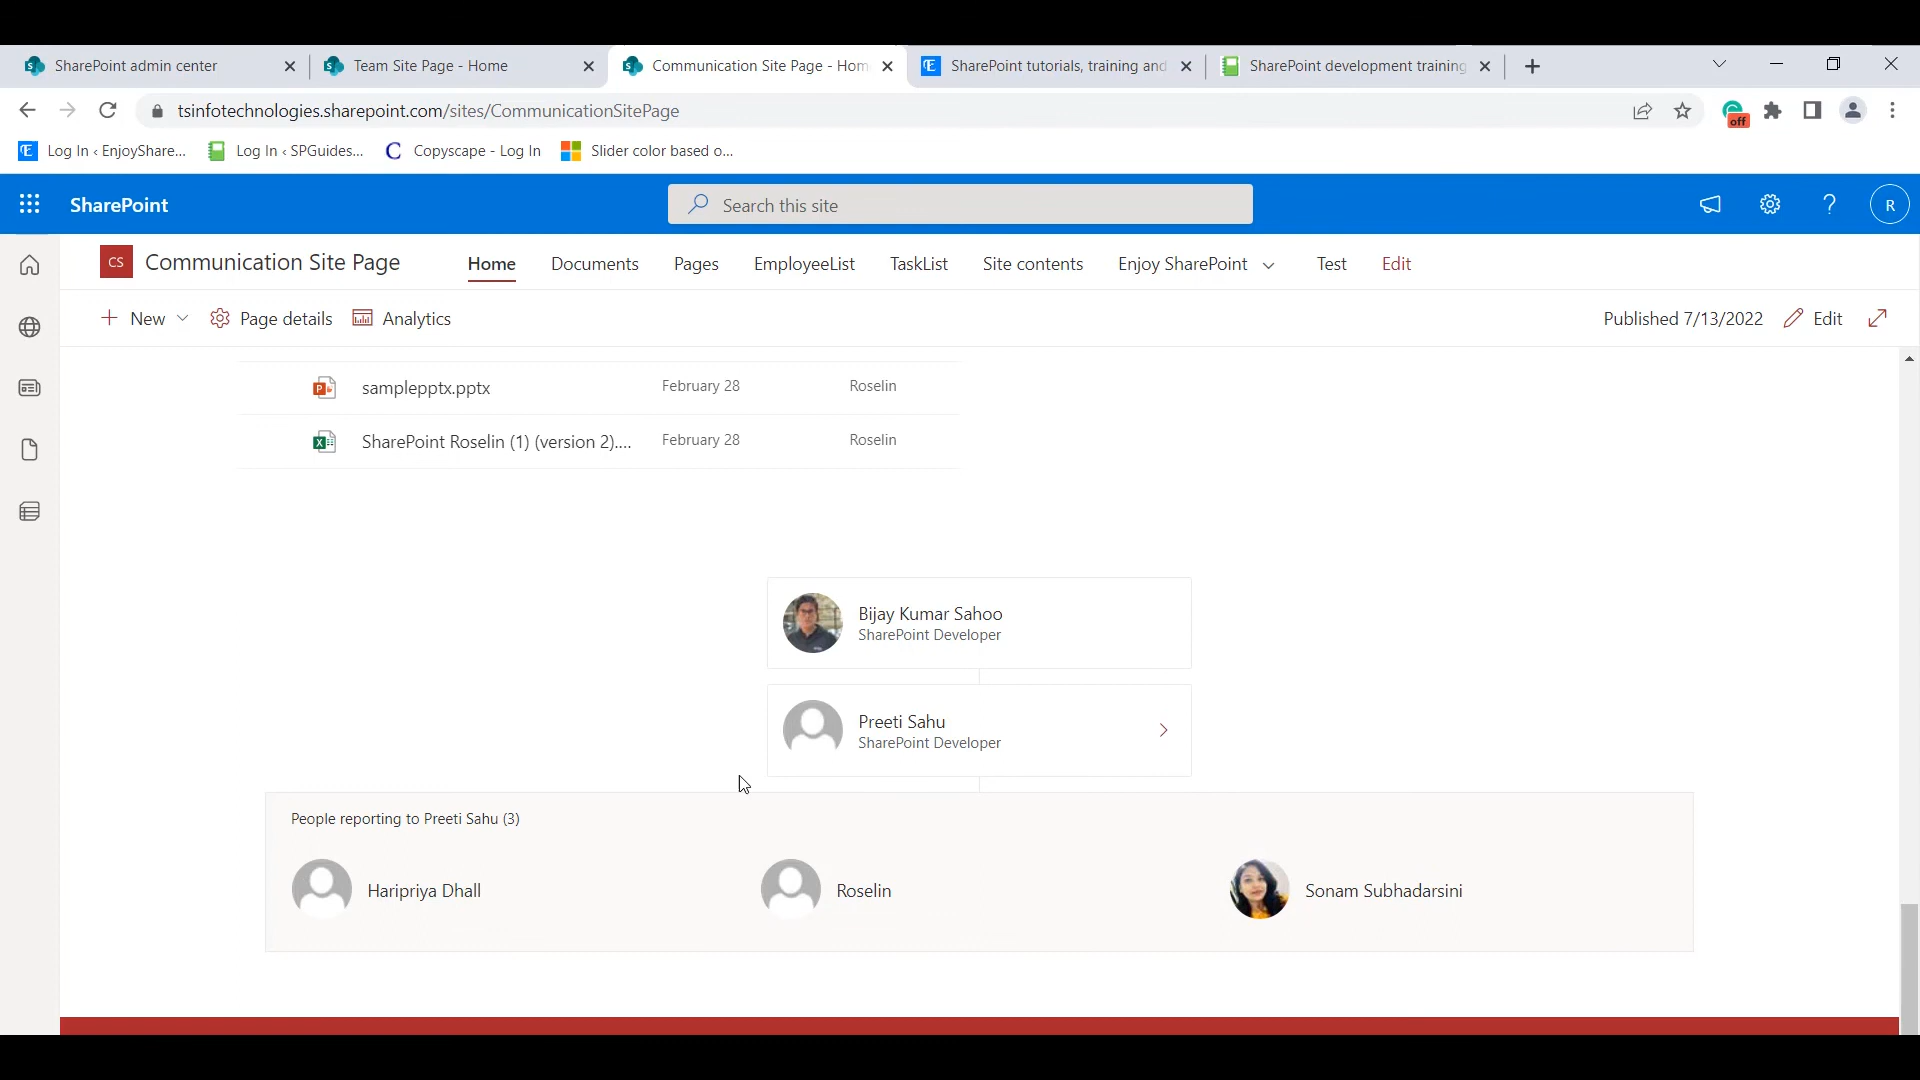 SharePoint admin center
Team Site Page - Home
Communication Site Page - Hom
SharePoint tutorials, training and
SharePoint development training
tsinfotechnologies.sharepoint.com/sites/CommunicationSitePage
off
Log In ‹ EnjoyShare...
Log In ‹ SPGuides...
Copyscape - Log In
Slider color based o...
SharePoint
Search this site
R
CS
Communication Site Page
Home
Documents
Pages
EmployeeList
TaskList
Site contents
Enjoy SharePoint
Test
Edit
New
Page details
Analytics
Published 7/13/2022
Edit
samplepptx.pptx
February 28
Roselin
SharePoint Roselin (1) (version 2)....
February 28
Roselin
Bijay Kumar Sahoo
SharePoint Developer
Preeti Sahu
SharePoint Developer
People reporting to Preeti Sahu (3)
Haripriya Dhall
Roselin
Sonam Subhadarsini